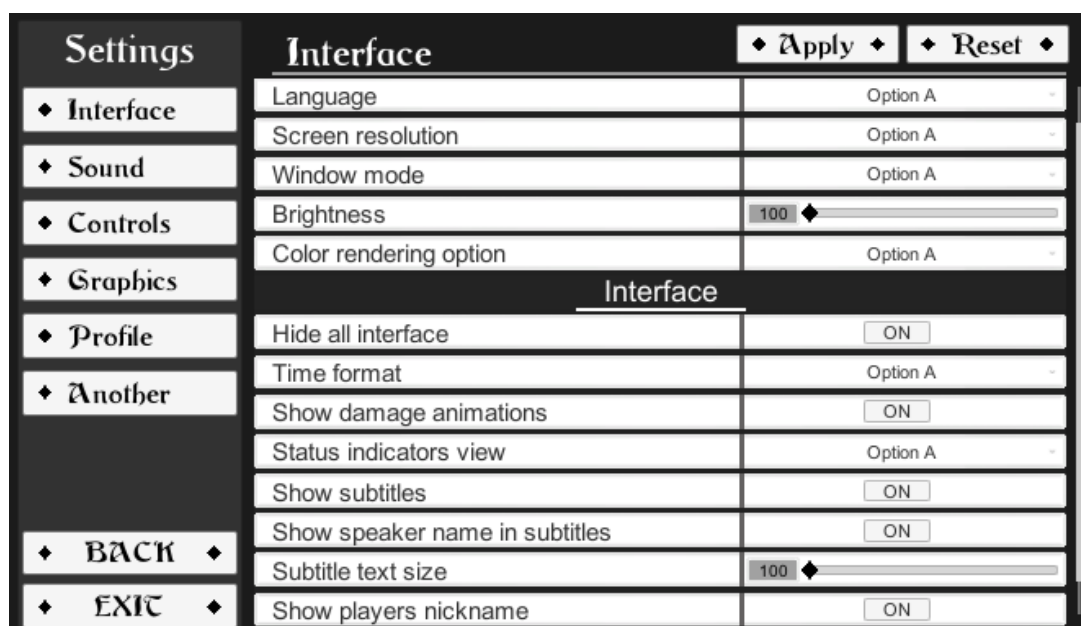 Settings
Interface
Sound
Controls
Graphics
Profile
Another
BACK
EXIT
Interface
Apply
Reset
Language Option A
Screen resolution Option A
Window mode Option A
Brightness 100
Color rendering option Option A
Interface
Hide all interface ON
Time format Option A
Show damage animations ON
Status indicators view Option A
Show subtitles ON
Show speaker name in subtitles ON
Subtitle text size 100
Show players nickname ON